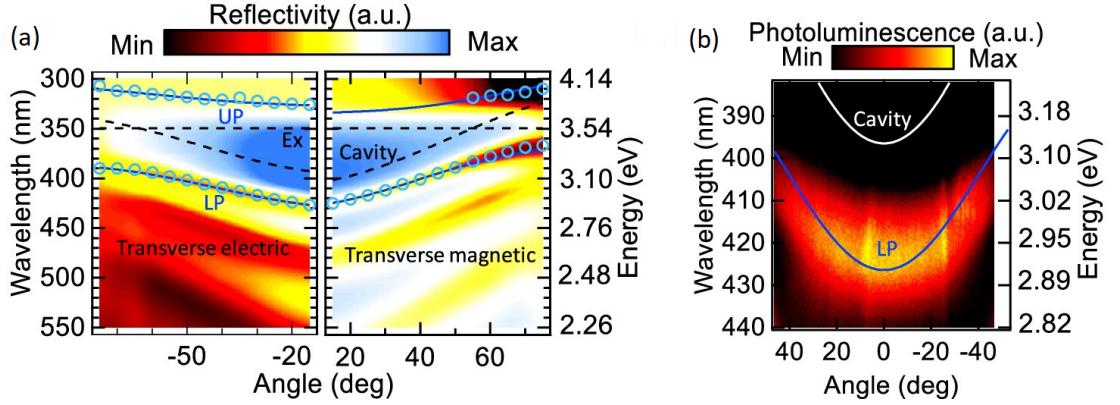 (a)
Reflectivity (a.u.)
Min Max
Wavelength (nm)
300
350
400
450
500
550
UP
Ex
LP
Transverse electric
Cavity
Transverse magnetic
4.14
3.54
3.10
2.76
2.48
2.26
Energy (eV)
-50 -20 20 40 60
Angle (deg)
(b)
Photoluminescence (a.u.)
Min Max
Wavelength (nm)
390
400
410
420
430
440
Cavity
LP
3.18
3.10
3.02
2.95
2.89
2.82
Energy (eV)
40 20 0 -20 -40
Angle (deg)